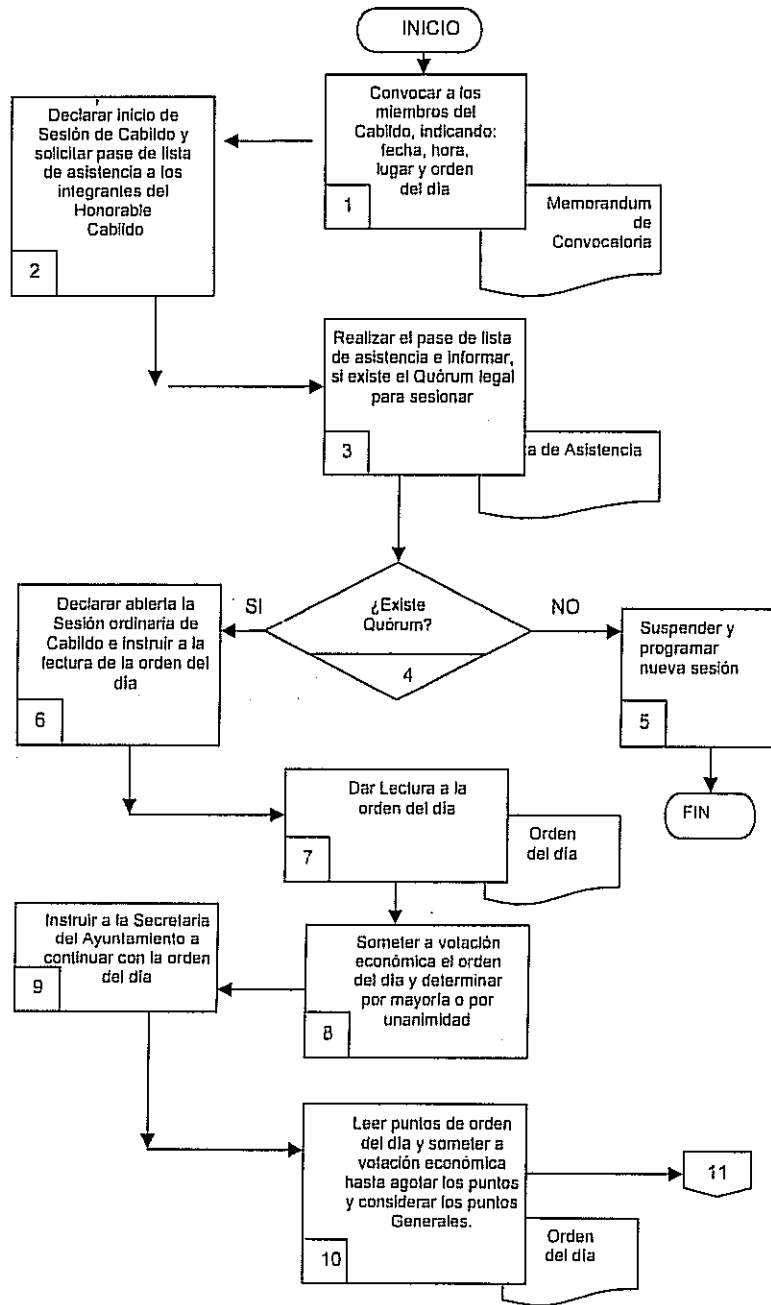 INICIO
Convocar a los
miembros del
Cabildo, indicando:
fecha, hora,
lugar y orden
del día
1
Memorandum
de
Convocatoria
Declarar inicio de
Sesión de Cabildo y
solicitar pase de lista
de asistencia a los
integrantes del
Honorable
Cabildo
2
Realizar el pase de lista
de asistencia e informar,
si existe el Quórum legal
para sesionar
3
ta de Asistencia
¿Existe
Quórum?
4
SI
NO
Suspender y
programar
nueva sesión
5
FIN
Declarar abierta la
Sesión ordinaria de
Cabildo e instruir a la
lectura de la orden del
día
6
Dar Lectura a la
orden del día
7
Orden
del día
Someter a votación
económica el orden
del día y determinar
por mayoría o por
unanimidad
8
Instruir a la Secretaria
del Ayuntamiento a
continuar con la orden
del día
9
Leer puntos de orden
del día y someter a
votación económica
hasta agotar los puntos
y considerar los puntos
Generales.
10
Orden
del día
11